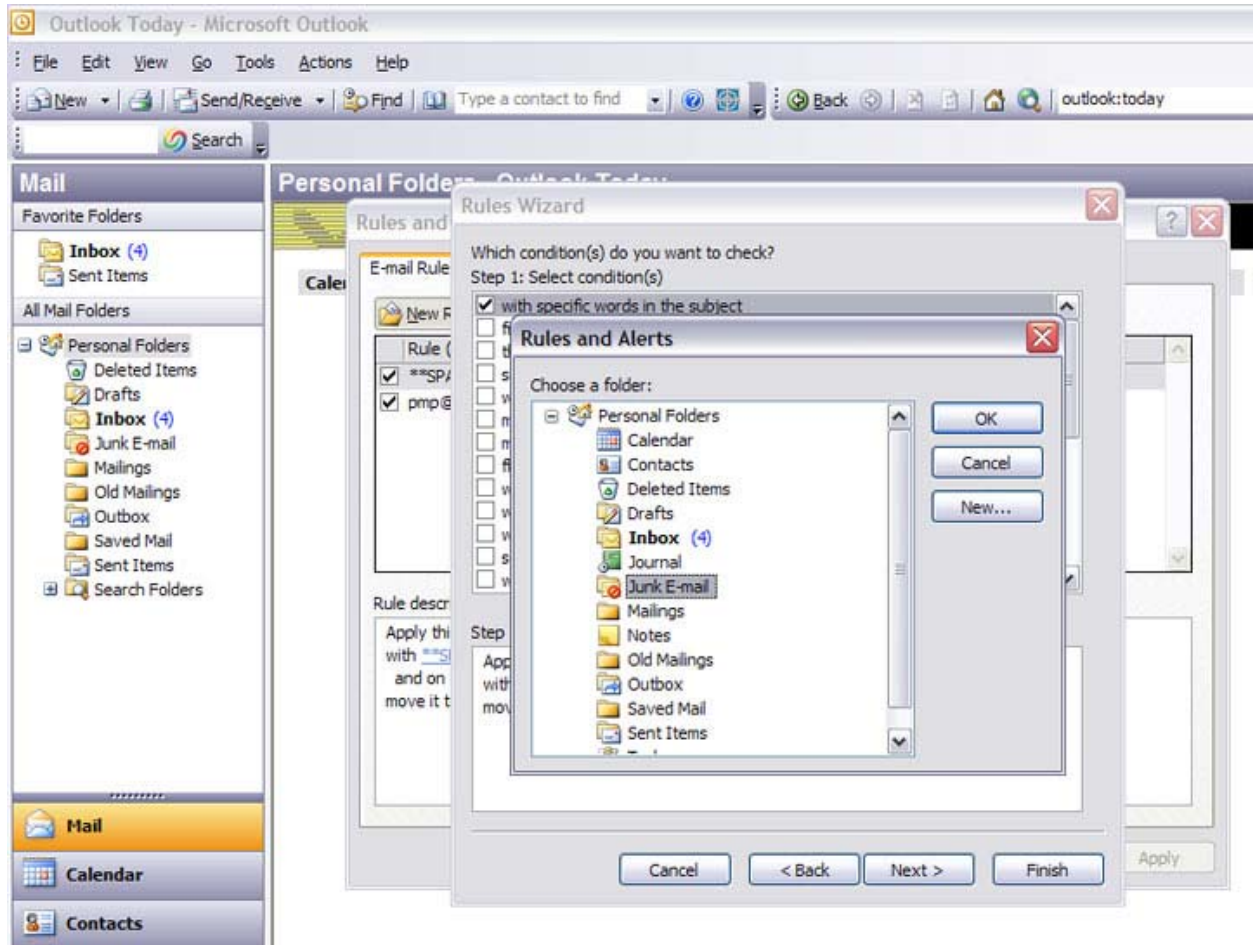 Outlook Today - Microsoft Outlook
File Edit View Go Tools Actions Help
New Send/Receive Find Type a contact to find Back outlook:today
Search
Mail
Favorite Folders
Inbox (4)
Sent Items
All Mail Folders
Personal Folders
Deleted Items
Drafts
Inbox (4)
Junk E-mail
Mailings
Old Mailings
Outbox
Saved Mail
Sent Items
Search Folders
Mail
Calendar
Contacts
Personal Outlook Today
Rules and
E-mail Rule
New
Rule (
**SPA
pmp@
Rule descr
Apply thi
with
and on
move it t
Apply
Rules Wizard
Which condition(s) do you want to check?
Step 1: Select condition(s)
with specific words in the subject
Step
App
with
mov
Cancel < Back Next > Finish
Rules and Alerts
Choose a folder:
Personal Folders
Calendar
Contacts
Deleted Items
Drafts
Inbox (4)
Journal
Junk E-mail
Mailings
Notes
Old Mailings
Outbox
Saved Mail
Sent Items
OK
Cancel
New...